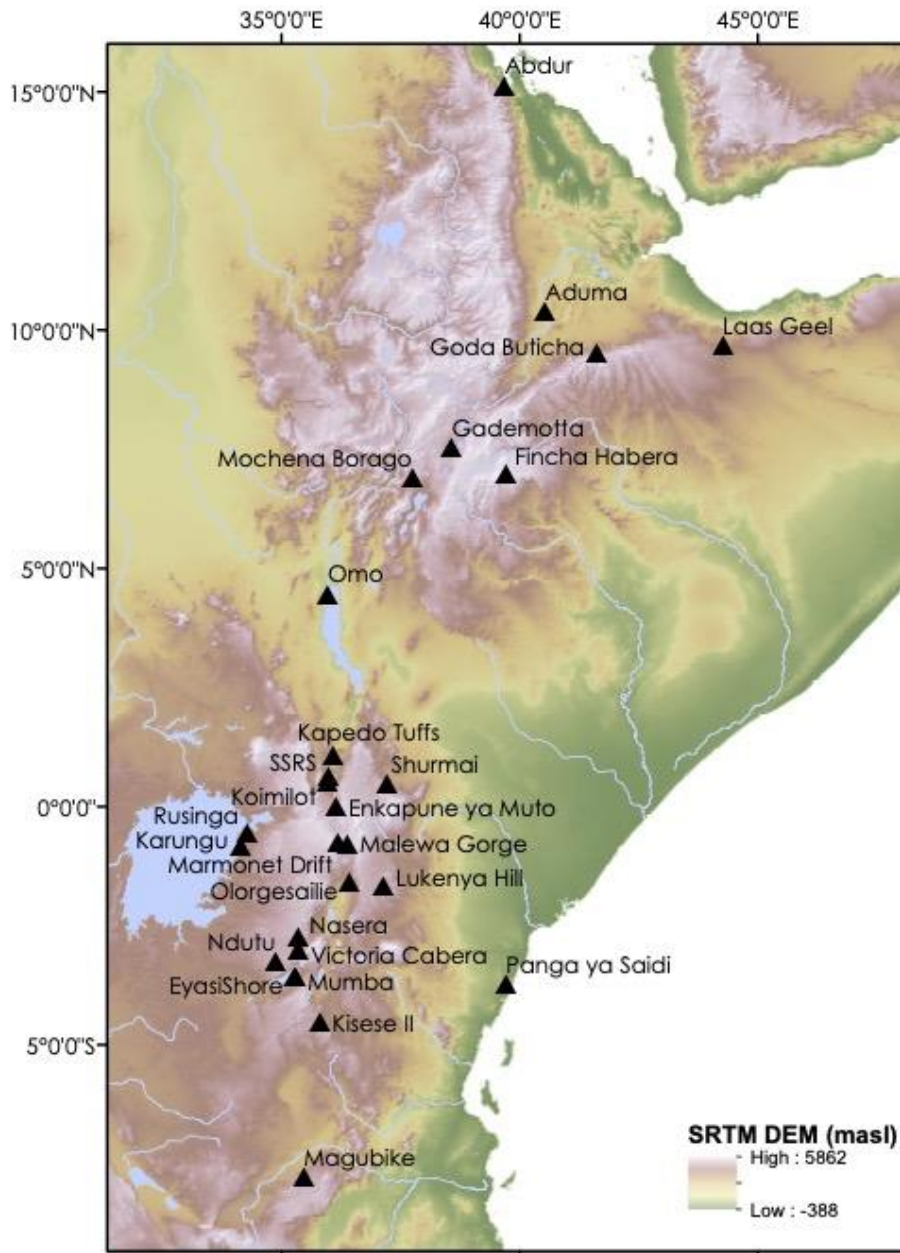 35°0'0"E
40°0'0"E
45°0'0"E
15°0'0"N
Abdur
Aduma
10°0'0"N
Laas Geel
Goda Buticha
Gademotta
Mochena Borago
Fincha Habera
5°0'0"N
Omo
Kapedo Tuffs
SSRS
Shurmai
Koimilot
0°0'0"
Enkapune ya Muto
Rusinga
Karungu
Malewa Gorge
Marmonet Drift
Olorgesailie
Lukenya Hill
Nasera
Ndutu
Victoria Cabera
Panga ya Saidi
EyasiShore
Mumba
Kisese II
5°0'0"S
SRTM DEM (masl)
High : 5862
Low : -388
Magubike